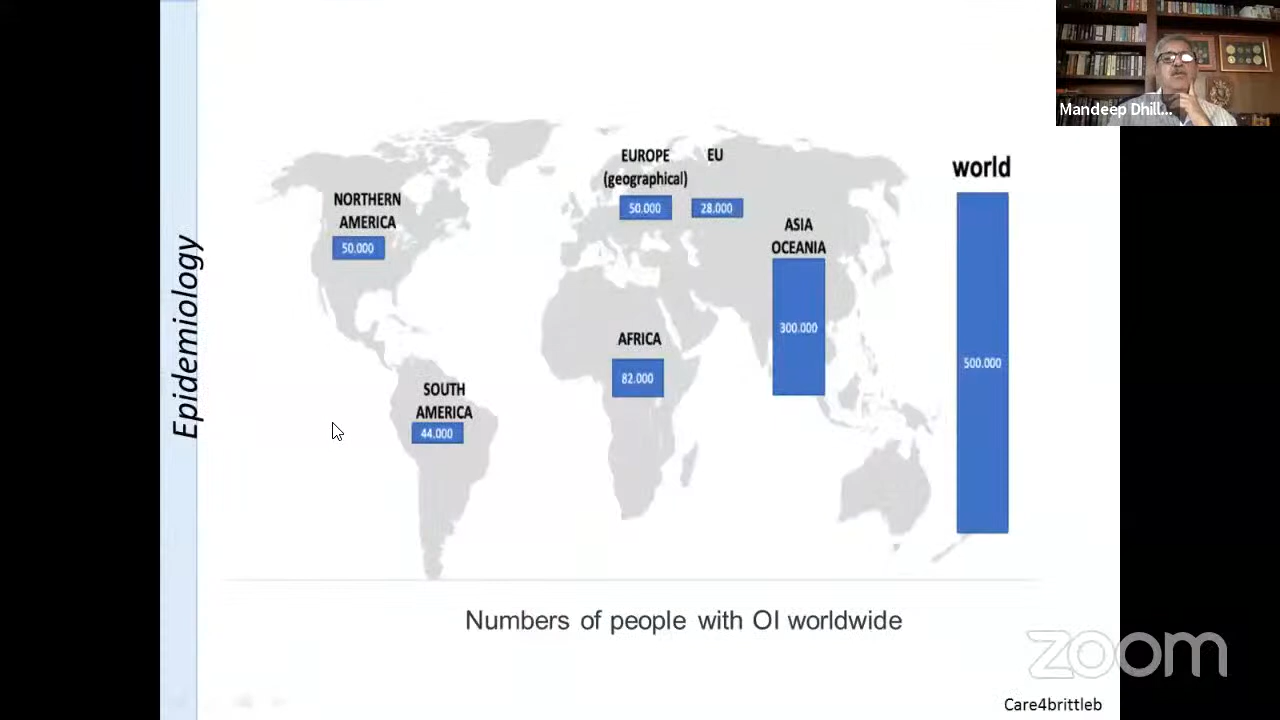 Mandeep Dhill...
Epidemiology
NORTHERN
AMERICA
50.000
SOUTH
AMERICA
44.000
EUROPE
(geographical)
50.000
EU
28.000
AFRICA
82.000
ASIA
OCEANIA
300.000
world
500.000
Numbers of people with OI worldwide
zoom
Care4brittleb